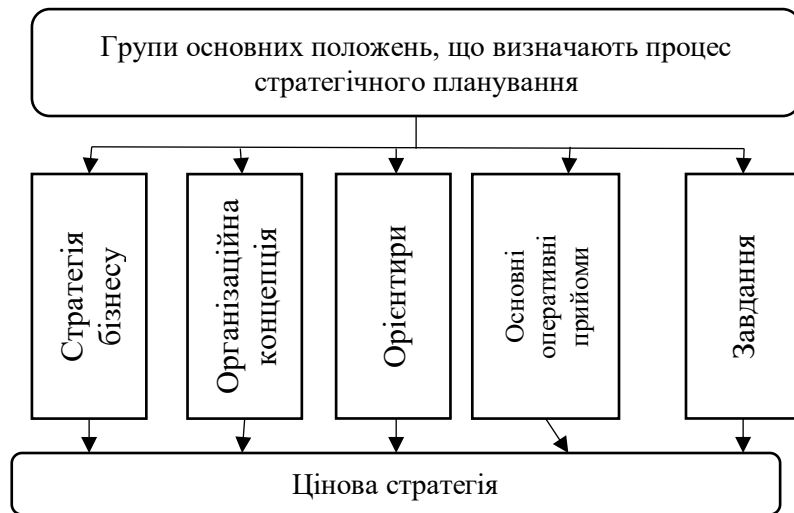 Групи основних положень, що визначають процес
стратегічного планування
Стратегія
бізнесу
Організаційна
концепція
Орієнтири
Основні
оперативні
прийоми
Завдання
Цінова стратегія